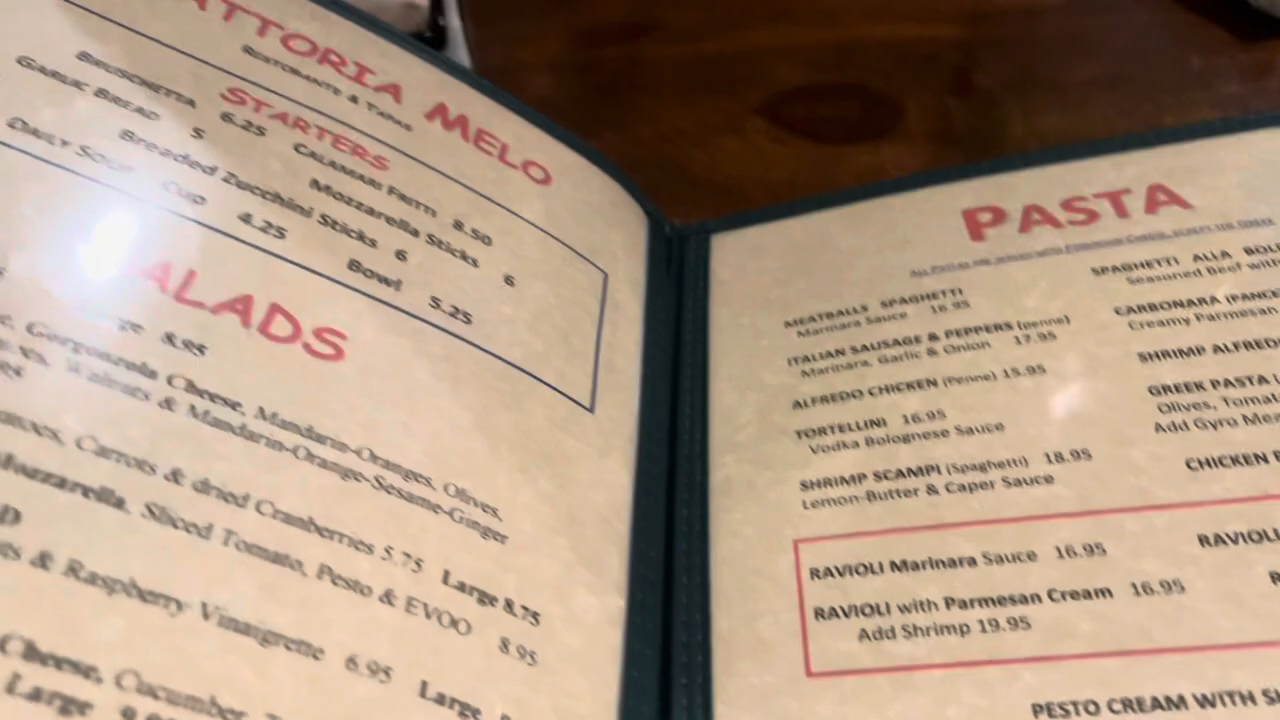 ATTORIA MELO
RISTORANTE & TAPAS
STARTERS
BRUSCHETTA 6.25 CALAMARI FRITTI 8.50
GARLIC BREAD 5 Mozzarella Sticks 6
Breaded Zucchini Sticks 6
DAILY SOUP Cup 4.25 Bowl 5.25
ALADS
8.95
Gorgonzola Cheese, Mandarin-Oranges, Olives,
Walnuts & Mandarin-Orange-Sesame-Ginger
Carrots & dried Cranberries 5.75 Large 8.75
Mozzarella, Sliced Tomato, Pesto & EVOO 8.95
& Raspberry Vinaigrette 6.95 Large
Cheese, Cucumber
Large
PASTA
MEATBALLS SPAGHETTI
Marinara Sauce 16.95
ITALIAN SAUSAGE & PEPPERS (penne)
Marinara, Garlic & Onion 17.95
ALFREDO CHICKEN (Penne) 15.95
TORTELLINI 16.95
Vodka Bolognese Sauce
SHRIMP SCAMPI (Spaghetti) 18.95
Lemon-Butter & Caper Sauce
SPAGHETTI ALLA BOL
Seasoned Beef with
CARBONARA (PANCE
Creamy Parmesan
SHRIMP ALFREDO
GREEK PASTA
Olives, Tomat
Add Gyro Mea
CHICKEN
RAVIOLI Marinara Sauce 16.95
RAVIOLI with Parmesan Cream 16.95
Add Shrimp 19.95
RAVIOLI
PESTO CREAM WITH SH